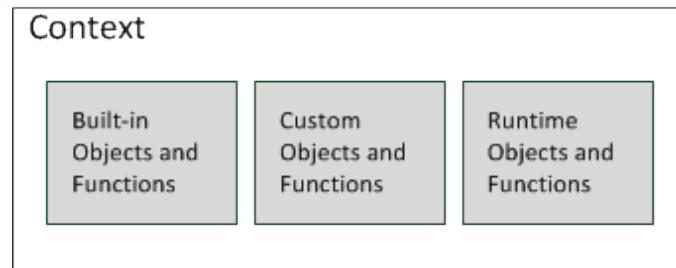 Context
Built-in
Objects and
Functions
Custom
Objects and
Functions
Runtime
Objects and
Functions